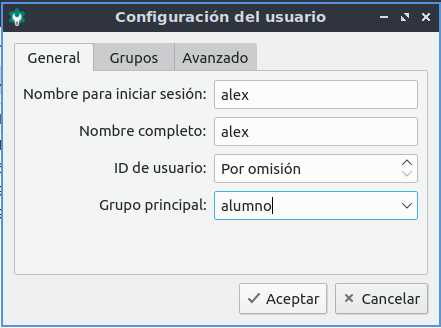 Configuración del usuario
General Grupos Avanzado
Nombre para iniciar sesión: alex
Nombre completo: alex
ID de usuario: Por omisión
Grupo principal: alumno
Aceptar Cancelar